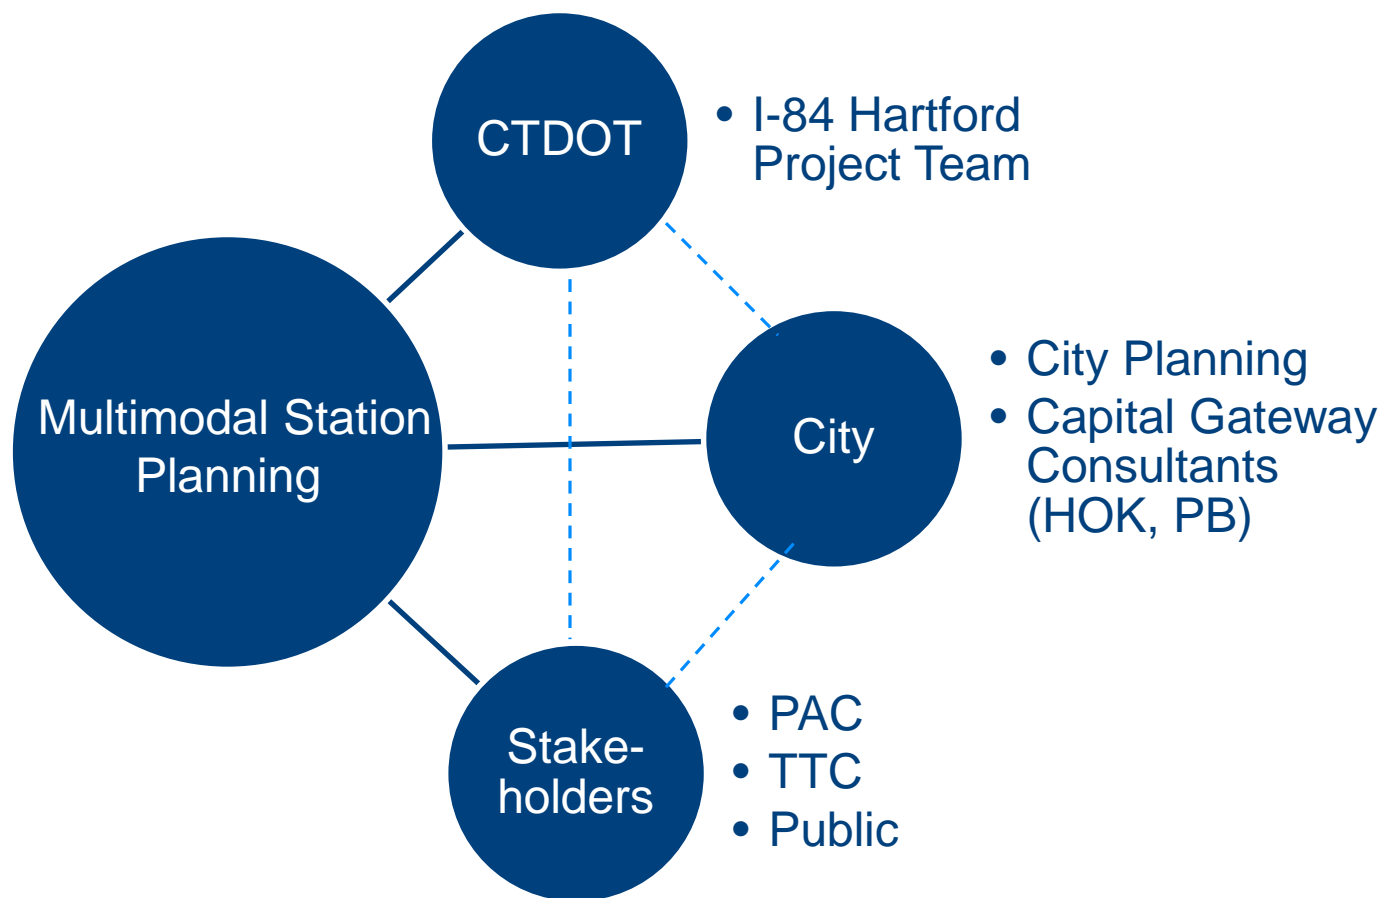 CTDOT
• I-84 Hartford
Project Team
Multimodal Station
Planning
City
• City Planning
• Capital Gateway
Consultants
(HOK, PB)
Stake-
holders
• PAC
• TTC
• Public